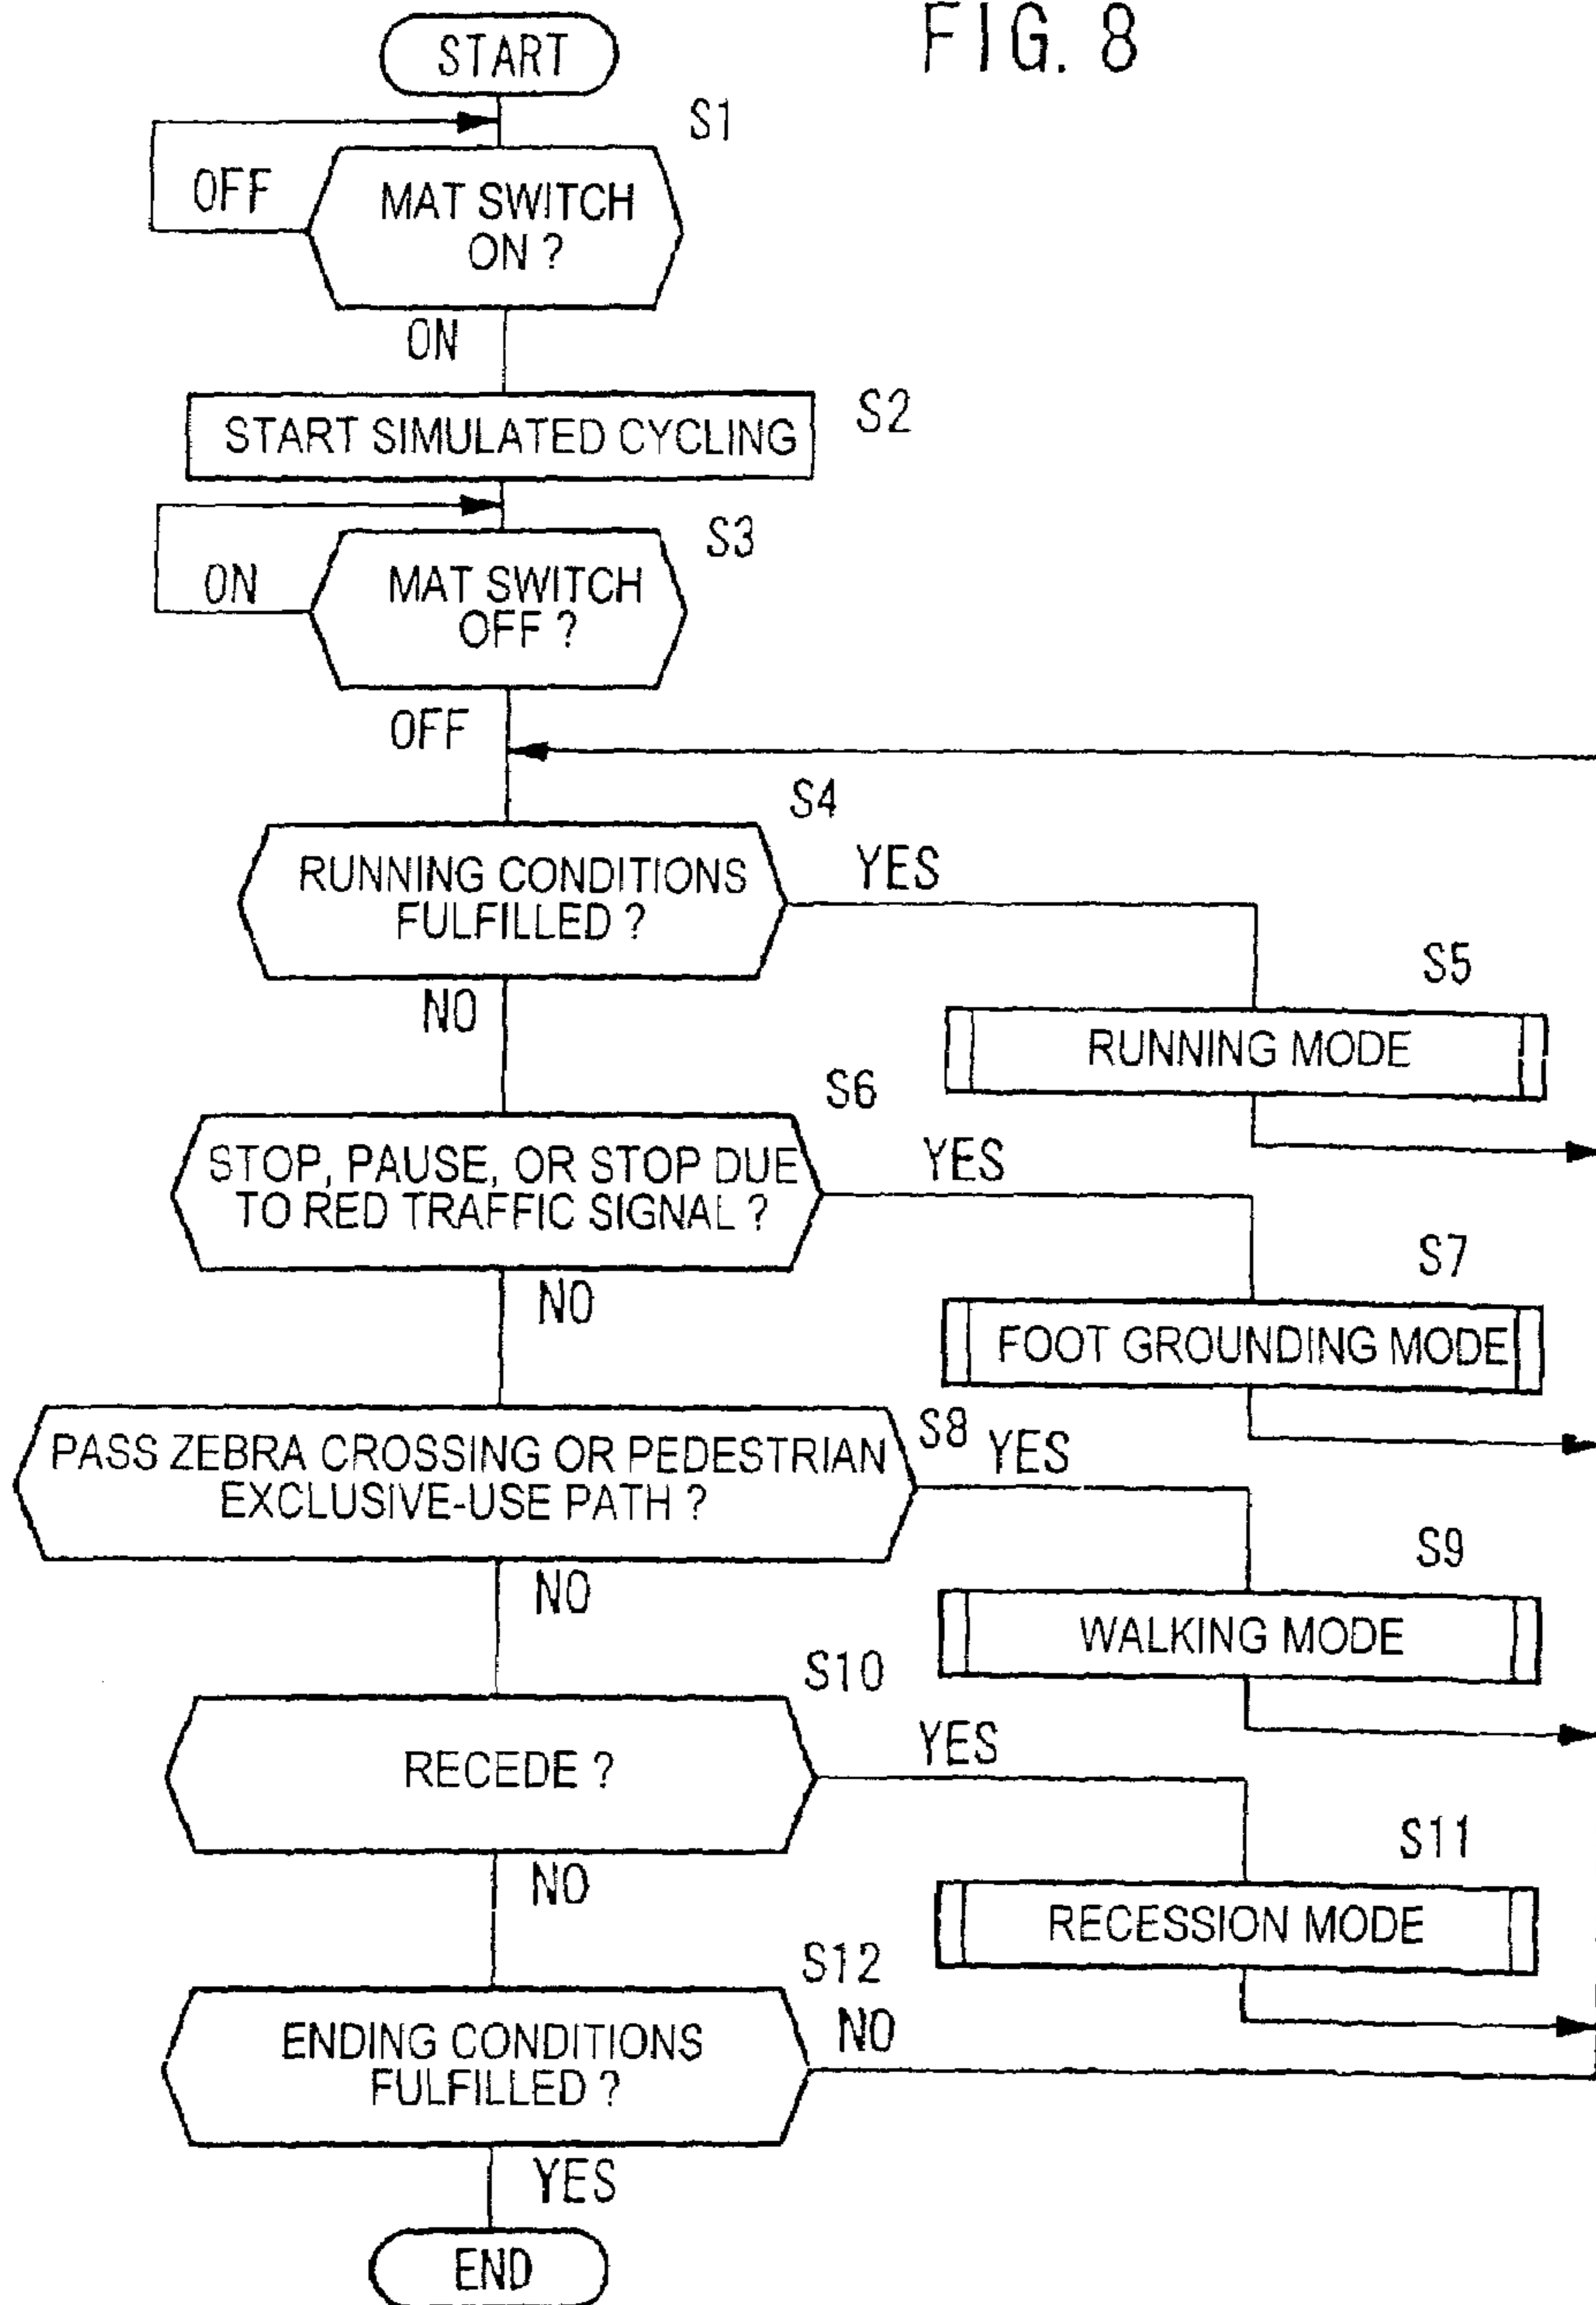 FIG. 8
START
S1
OFF
MAT SWITCH
ON ?
ON
S2
START SIMULATED CYCLING
S3
ON
MAT SWITCH
OFF ?
OFF
S4
RUNNING CONDITIONS
FULFILLED ?
YES
NO
S5
RUNNING MODE
S6
STOP, PAUSE, OR STOP DUE
TO RED TRAFFIC SIGNAL ?
YES
NO
S7
FOOT GROUNDING MODE
S8
PASS ZEBRA CROSSING OR PEDESTRIAN
EXCLUSIVE-USE PATH ?
YES
NO
S9
WALKING MODE
S10
RECEDE ?
YES
NO
S11
RECESSION MODE
S12
ENDING CONDITIONS
FULFILLED ?
NO
YES
END